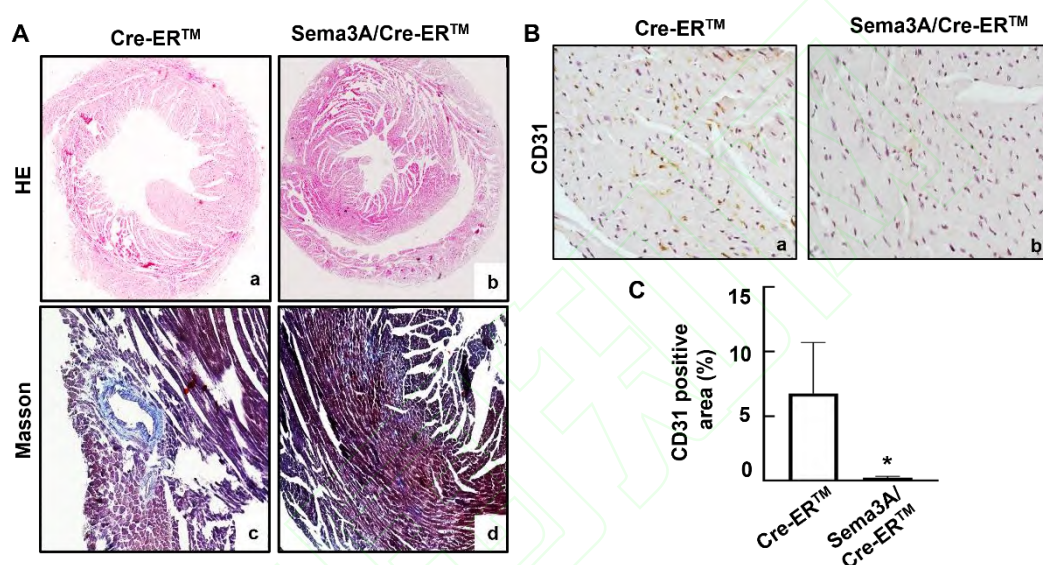 A
Cre-ERᵀᴹ
Sema3A/Cre-ERᵀᴹ
HE
a
b
Masson
c
d
B
Cre-ERᵀᴹ
Sema3A/Cre-ERᵀᴹ
CD31
a
b
C
CD31 positive
area (%)
15
10
5
0
*
Cre-ERᵀᴹ
Sema3A/
Cre-ERᵀᴹ